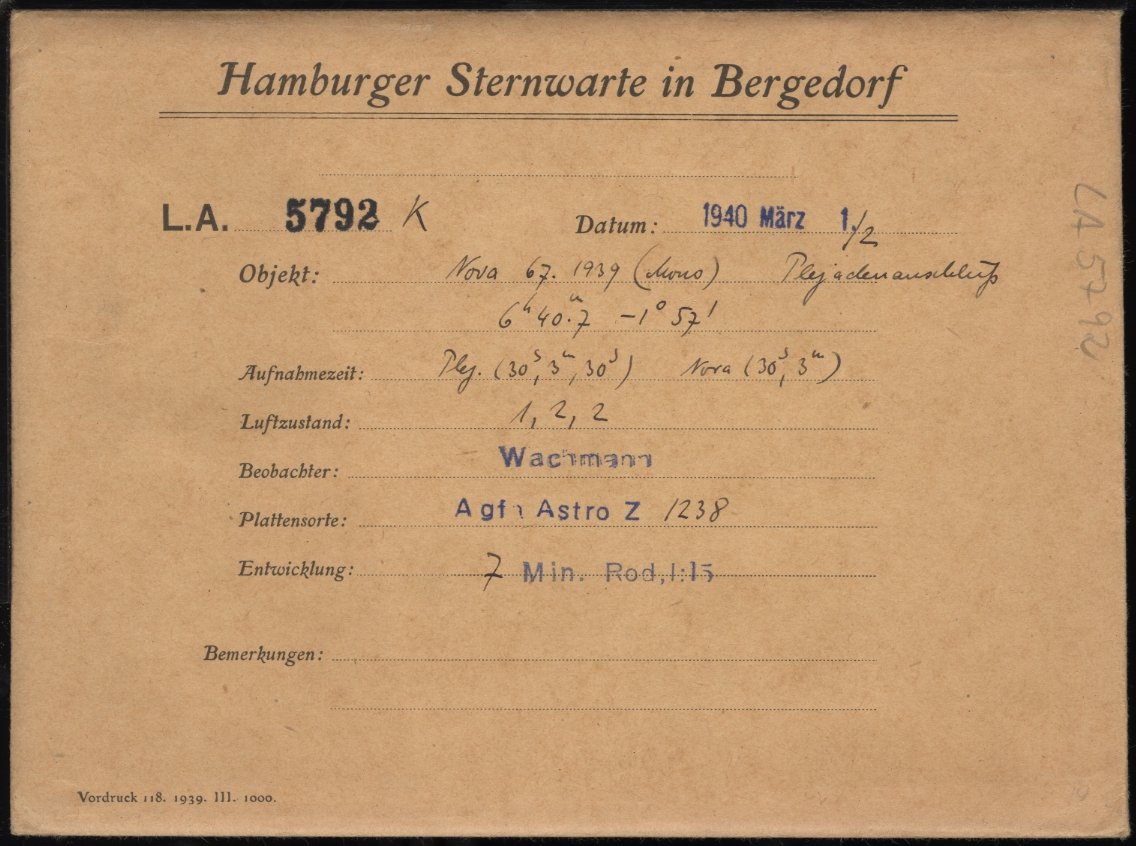 Hamburger Sternwarte in Bergedorf
L.A. 5792 K Datum: 1940 März 1./2
Objekt: Nova 67. 1939 (Mono) Plejadenanschluß
6ʰ 40.ᵐ7 −1° 57'
Aufnahmezeit: Plej. (30ˢ, 3ᵐ, 30ˢ) Nova (30ˢ, 3ᵐ)
Luftzustand: 1, 2, 2
Beobachter: Wachmann
Plattensorte: Agfa Astro Z 1238
Entwicklung: 7 Min. Rod, 1:15
Bemerkungen:
Vordruck 118. 1939. III. 1000.
LA 5792